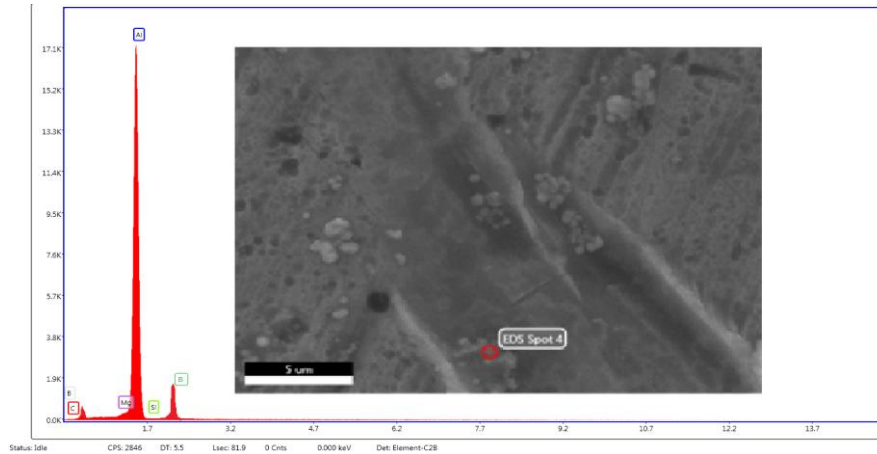 Al
17.1K
15.2K
13.3K
11.4K
9.5K
7.6K
5.7K
3.8K
1.9K
0.0K
C
Mg
Si
EDS Spot 4
5 um
1.7
3.2
4.7
6.2
7.7
9.2
10.7
12.2
13.7
Status: Idle CPS: 2846 DT: 5.5 Lsec: 81.9 0 Cnts 0.000 keV Det: Element-C2B